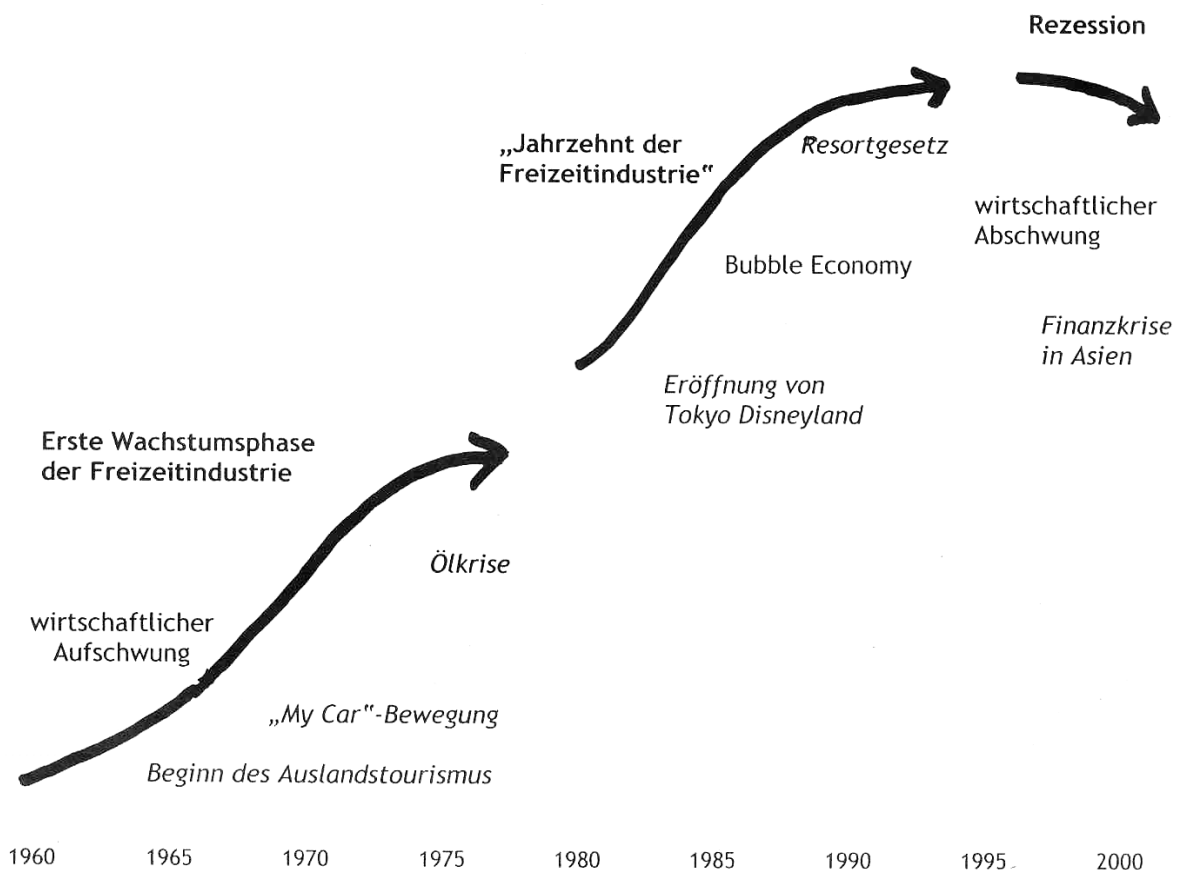 Rezession
„Jahrzehnt der
Freizeitindustrie“
Resortgesetz
wirtschaftlicher
Abschwung
Bubble Economy
Finanzkrise
in Asien
Eröffnung von
Tokyo Disneyland
Erste Wachstumsphase
der Freizeitindustrie
Ölkrise
wirtschaftlicher
Aufschwung
„My Car“-Bewegung
Beginn des Auslandstourismus
1960 1965 1970 1975 1980 1985 1990 1995 2000